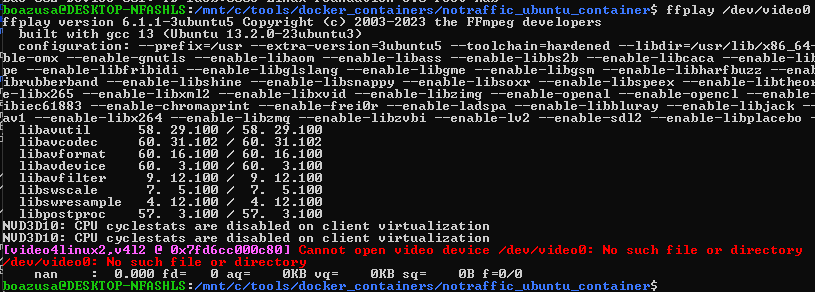 boazusa@DESKTOP-NFASHLS:/mnt/c/tools/docker_containers/notraffic_ubuntu_container$ ffplay /dev/video0
ffplay version 6.1.1-3ubuntu5 Copyright (c) 2003-2023 the FFmpeg developers
  built with gcc 13 (Ubuntu 13.2.0-23ubuntu3)
  configuration: --prefix=/usr --extra-version=3ubuntu5 --toolchain=hardened --libdir=/usr/lib/x86_64-
ble-omx --enable-gnutls --enable-libaom --enable-libass --enable-libbs2b --enable-libcaca --enable-li
pe --enable-libfribidi --enable-libglslang --enable-libgme --enable-libgsm --enable-libharfbuzz --ena
librubberband --enable-libshine --enable-libsnappy --enable-libsoxr --enable-libspeex --enable-libtheor
e-libx265 --enable-libxml2 --enable-libxvid --enable-libzimg --enable-openal --enable-opencl --enable-
ibiec61883 --enable-chromaprint --enable-frei0r --enable-ladspa --enable-libbluray --enable-libjack --
av1 --enable-libx264 --enable-libzmq --enable-libzvbi --enable-lv2 --enable-sdl2 --enable-libplacebo -
  libavutil      58. 29.100 / 58. 29.100
  libavcodec     60. 31.102 / 60. 31.102
  libavformat    60. 16.100 / 60. 16.100
  libavdevice    60.  3.100 / 60.  3.100
  libavfilter     9. 12.100 /  9. 12.100
  libswscale      7.  5.100 /  7.  5.100
  libswresample   4. 12.100 /  4. 12.100
  libpostproc    57.  3.100 / 57.  3.100
NVD3D10: CPU cyclestats are disabled on client virtualization
NVD3D10: CPU cyclestats are disabled on client virtualization
[video4linux2,v4l2 @ 0x7fd6cc000c80] Cannot open video device /dev/video0: No such file or directory
/dev/video0: No such file or directory
    nan    :  0.000 fd=   0 aq=    0KB vq=    0KB sq=    0B f=0/0
boazusa@DESKTOP-NFASHLS:/mnt/c/tools/docker_containers/notraffic_ubuntu_container$